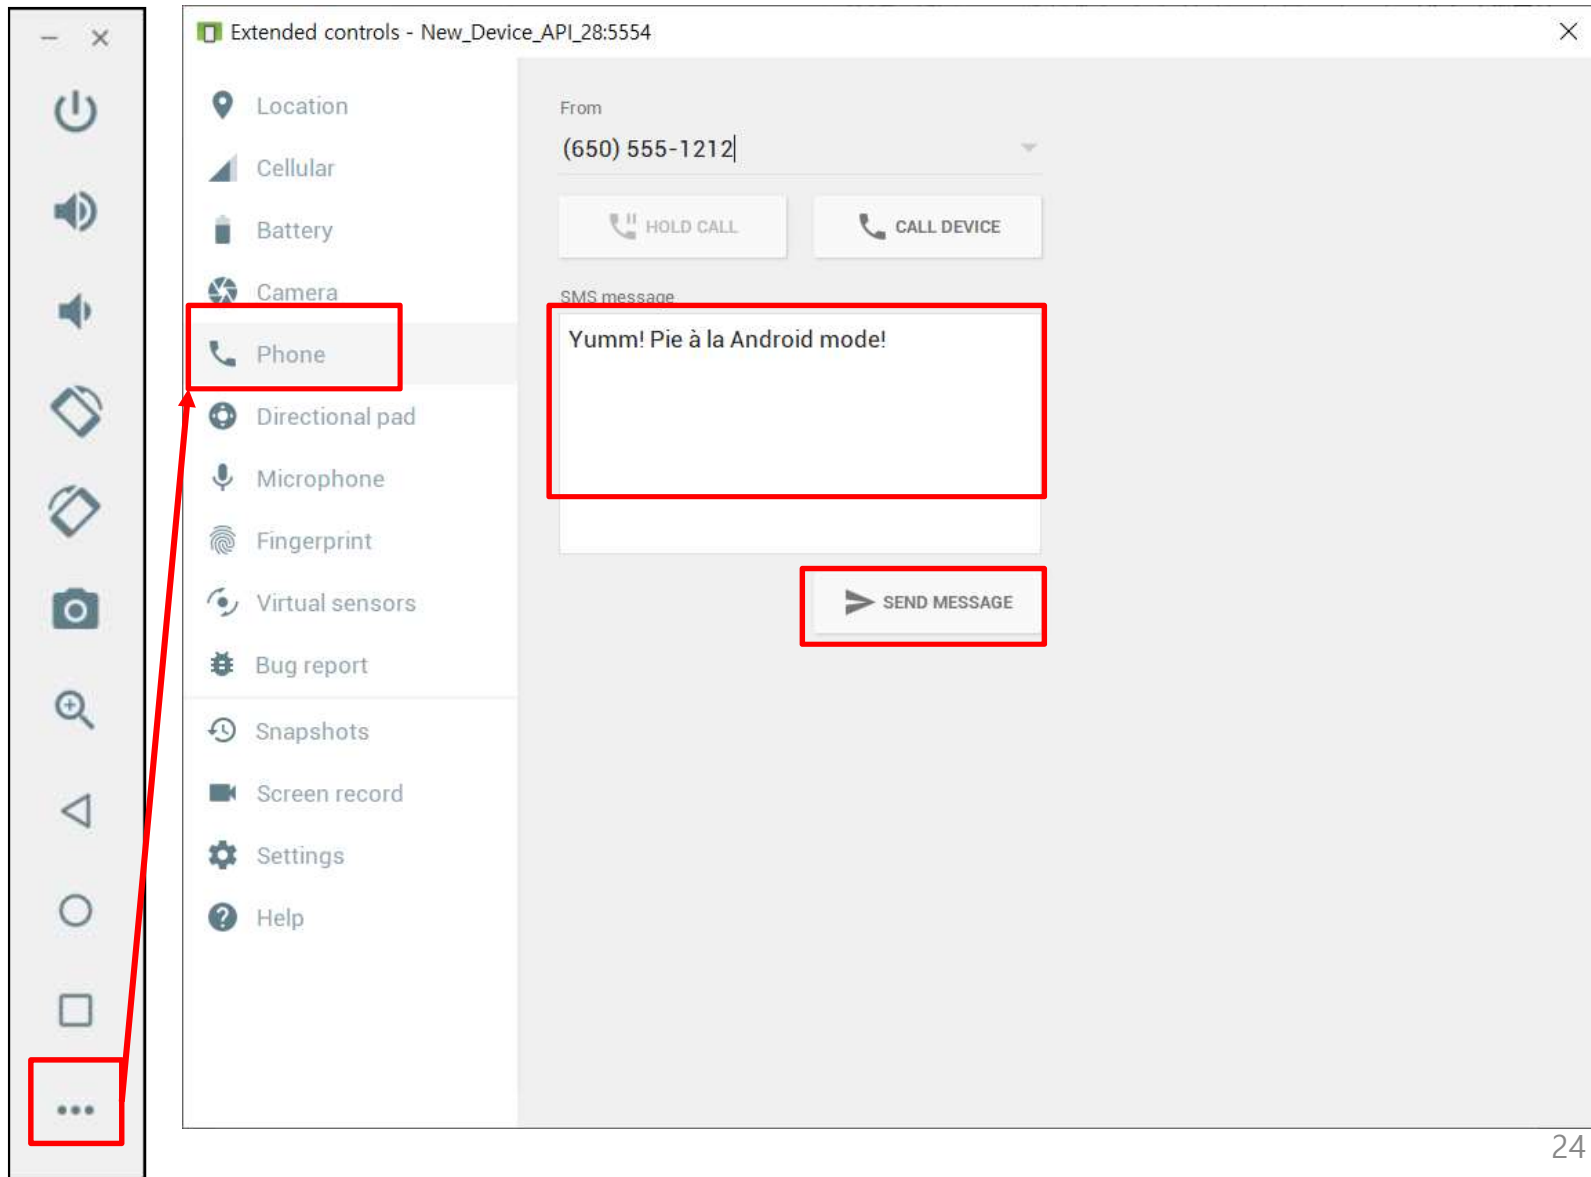 Extended controls - New_Device_API_28:5554
Location
Cellular
Battery
Camera
Phone
Directional pad
Microphone
Fingerprint
Virtual sensors
Bug report
Snapshots
Screen record
Settings
Help
From
(650) 555-1212
HOLD CALL
CALL DEVICE
SMS message
Yumm! Pie à la Android mode!
SEND MESSAGE
24